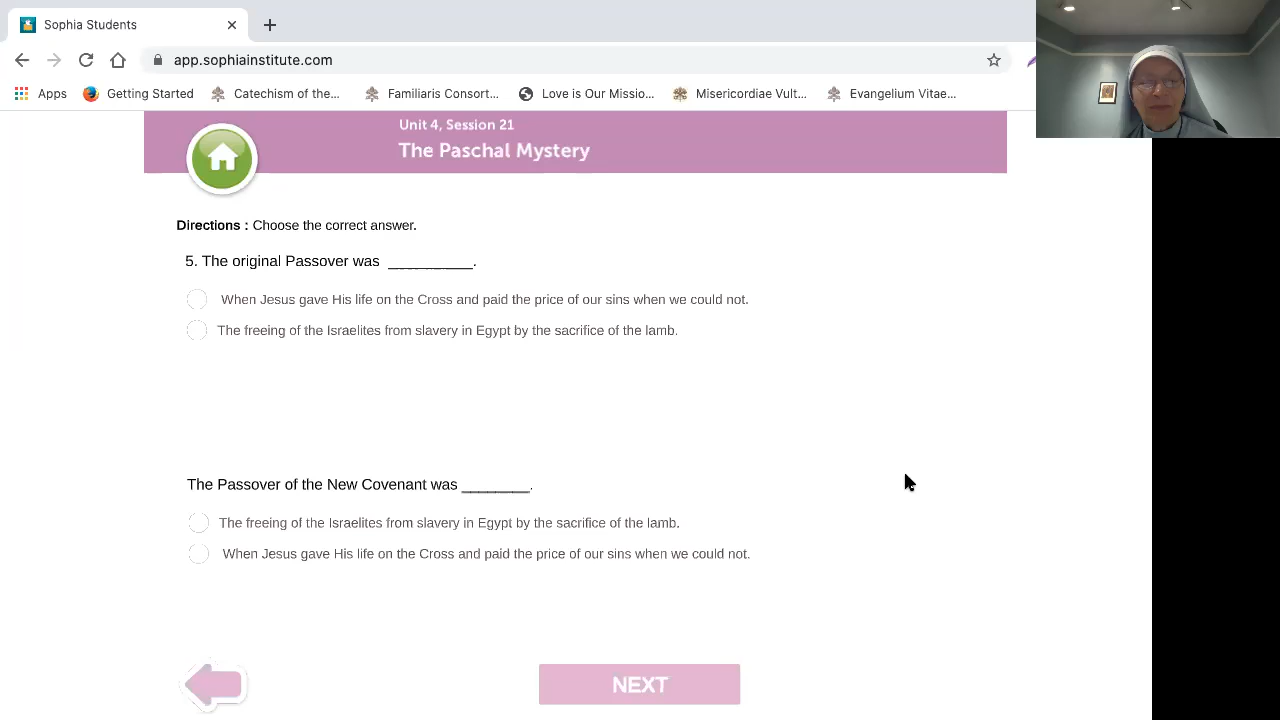 Sophia Students
app.sophiainstitute.com
Apps Getting Started Catechism of the... Familiaris Consort... Love is Our Missio... Misericordiae Vult... Evangelium Vitae...
Unit 4, Session 21
The Paschal Mystery
Directions : Choose the correct answer.
5. The original Passover was __________.
When Jesus gave His life on the Cross and paid the price of our sins when we could not.
The freeing of the Israelites from slavery in Egypt by the sacrifice of the lamb.
The Passover of the New Covenant was ________.
The freeing of the Israelites from slavery in Egypt by the sacrifice of the lamb.
When Jesus gave His life on the Cross and paid the price of our sins when we could not.
NEXT